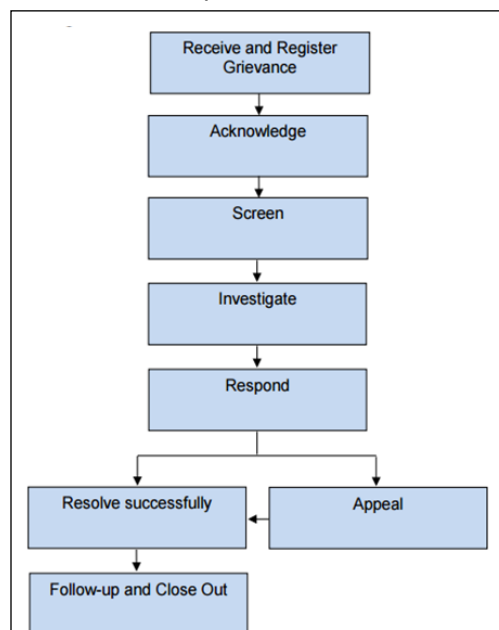 Receive and Register
Grievance
Acknowledge
Screen
Investigate
Respond
Resolve successfully
Appeal
Follow-up and Close Out